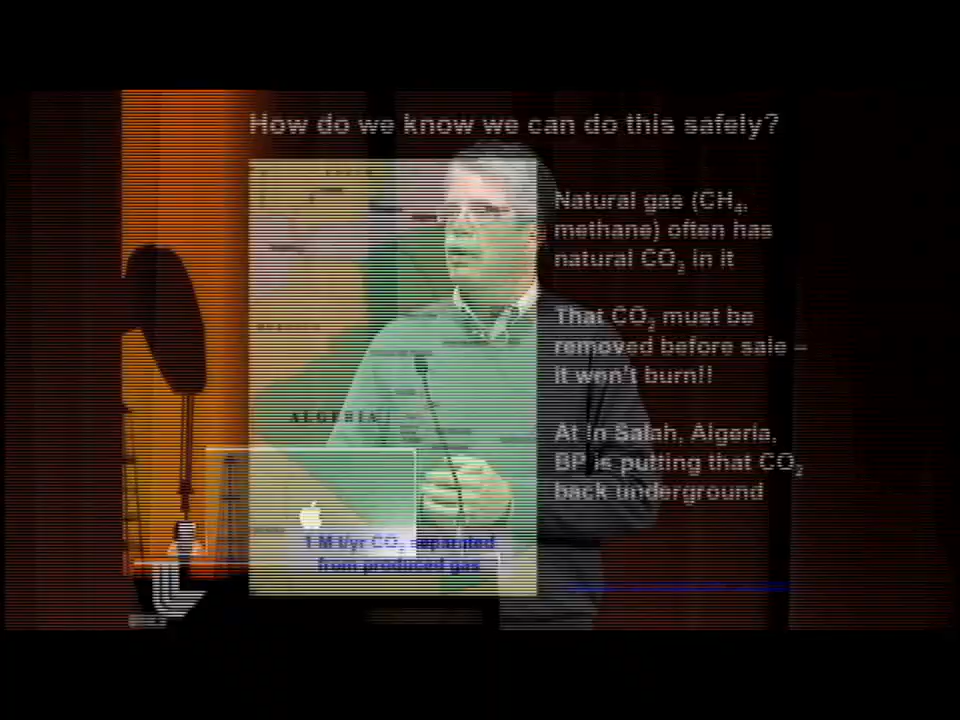 How do we know we can do this safely?
Natural gas (CH4,
methane) often has
natural CO2 in it
That CO2 must be
removed before sale –
it won't burn!!
At In Salah, Algeria,
BP is putting that CO2
back underground
ALGERIA
1 M t/yr CO2 separated
from produced gas